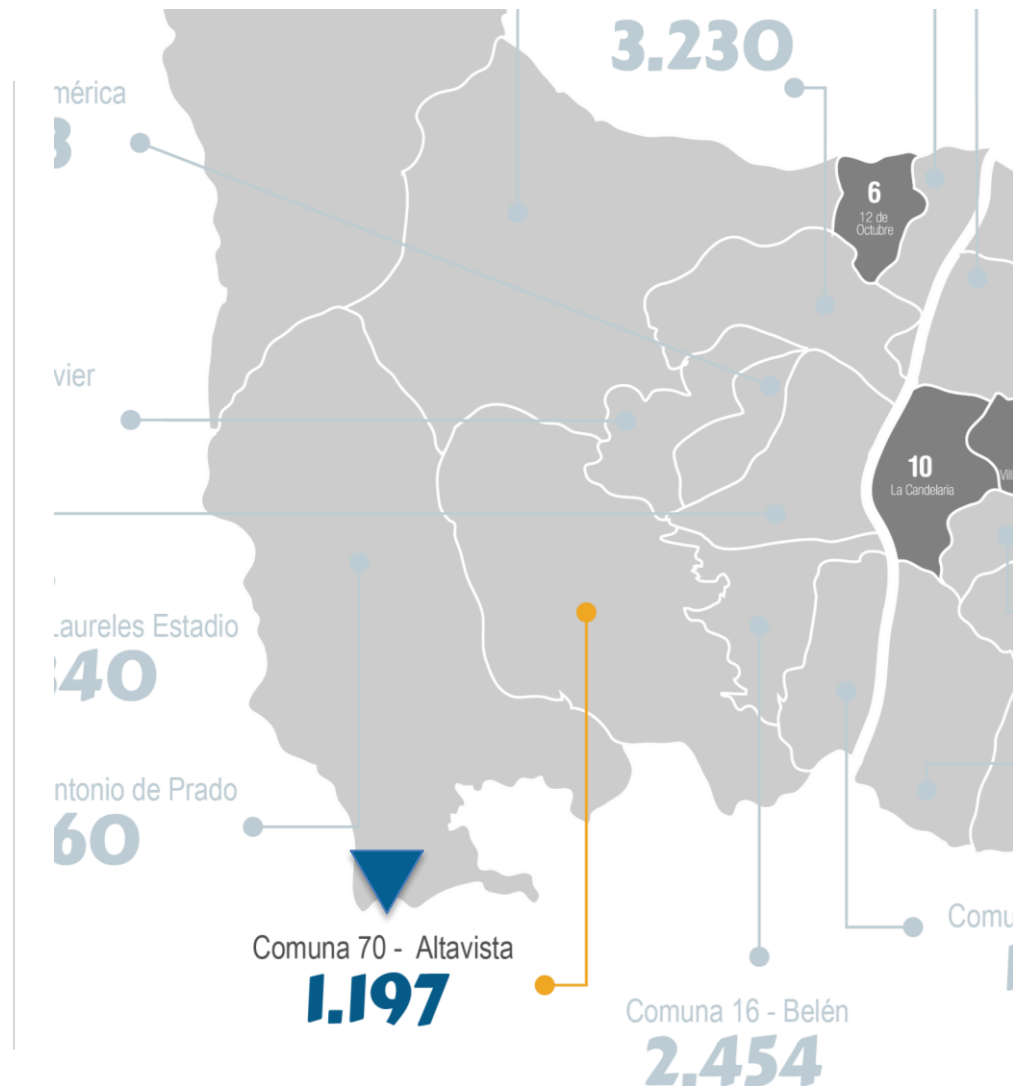 3.230
mérica
6
12 de
Octubre
vier
10
La Candelaria
Laureles Estadio
40
ntonio de Prado
60
Comuna 70 - Altavista
1.197
Comuna 16 - Belén
2.454